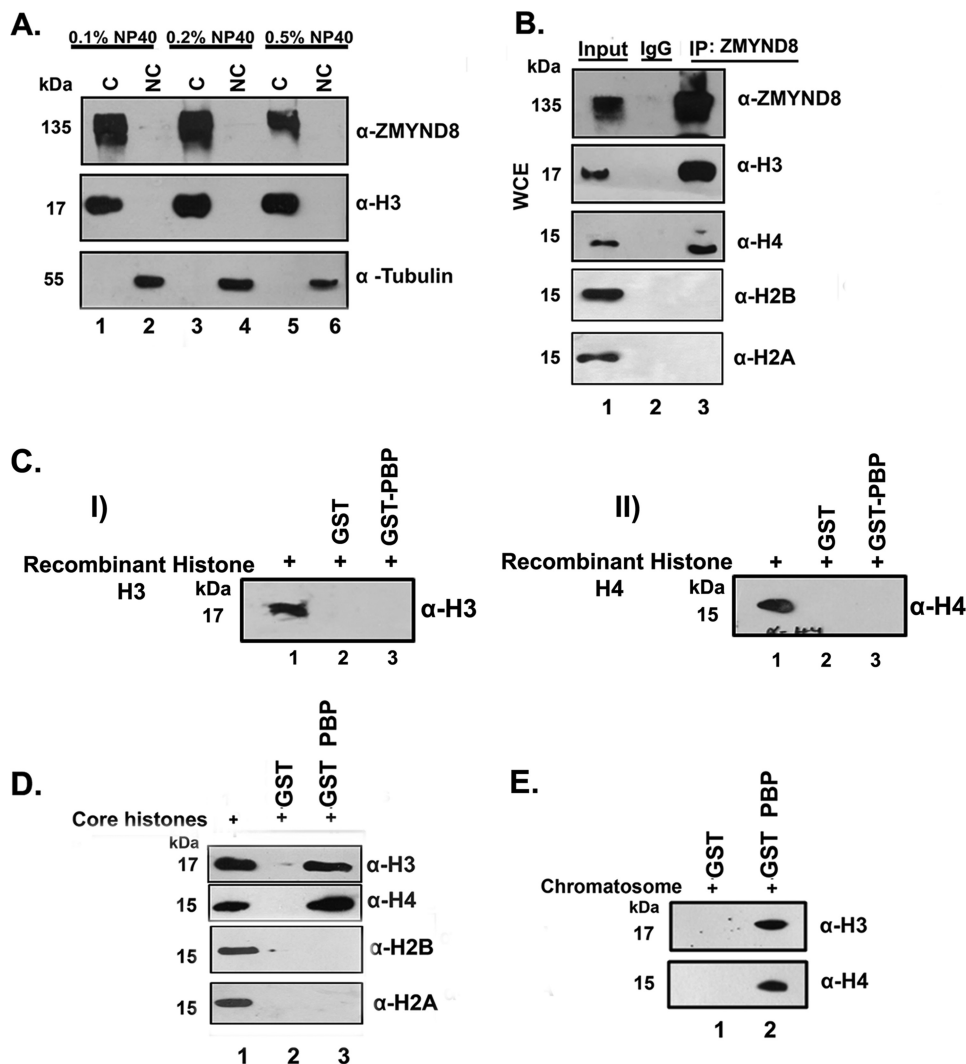 A.
0.1% NP40 0.2% NP40 0.5% NP40
kDa C NC C NC C NC
135 α-ZMYND8
17 α-H3
55 α -Tubulin
1 2 3 4 5 6
B.
Input IgG IP: ZMYND8
kDa
135 α-ZMYND8
WCE
17 α-H3
15 α-H4
15 α-H2B
15 α-H2A
1 2 3
C.
I)
GST GST-PBP
Recombinant Histone + + +
H3 kDa
17 α-H3
1 2 3
II)
GST GST-PBP
Recombinant Histone + + +
H4 kDa
15 α-H4
α-H4
1 2 3
D.
GST GST PBP
Core histones + + +
kDa
17 α-H3
15 α-H4
15 α-H2B
15 α-H2A
1 2 3
E.
GST GST PBP
Chromatosome + +
kDa
17 α-H3
15 α-H4
1 2